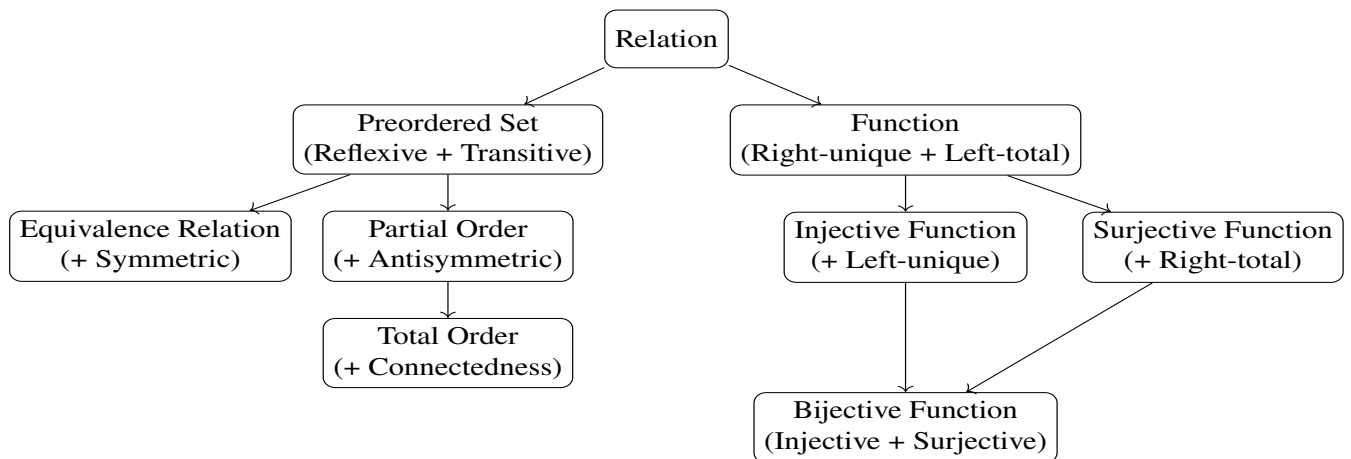 Relation
Preordered Set
(Reflexive + Transitive)
Function
(Right-unique + Left-total)
Equivalence Relation
(+ Symmetric)
Partial Order
(+ Antisymmetric)
Injective Function
(+ Left-unique)
Surjective Function
(+ Right-total)
Total Order
(+ Connectedness)
Bijective Function
(Injective + Surjective)